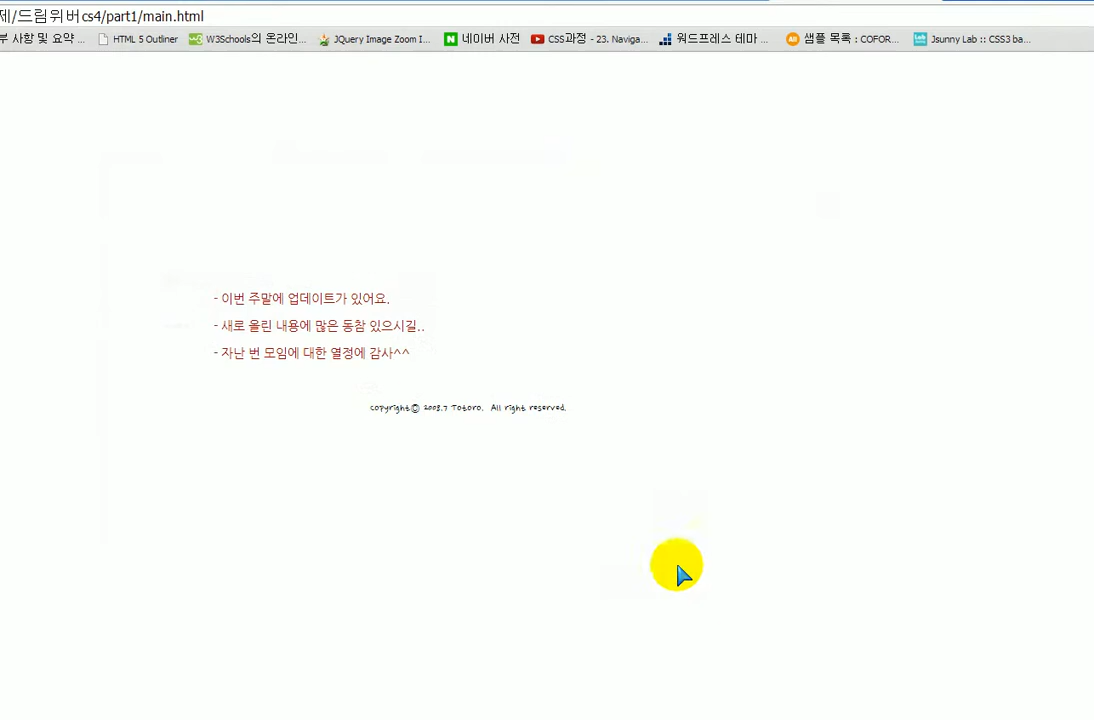 제/드림위버cs4/part1/main.html
부 사항 및 요약 ... HTML 5 Outliner W3Schools의 온라인... JQuery Image Zoom I... N 네이버 사전 CSS과정 - 23. Naviga... 워드프레스 테마 ... All 샘플 목록 : COFOR... Lab Jsunny Lab :: CSS3 ba...
- 이번 주말에 업데이트가 있어요.
- 새로 올린 내용에 많은 동참 있으시길..
- 자난 번 모임에 대한 열정에 감사^^
copyright© 2008.7 Totoro. All right reserved.